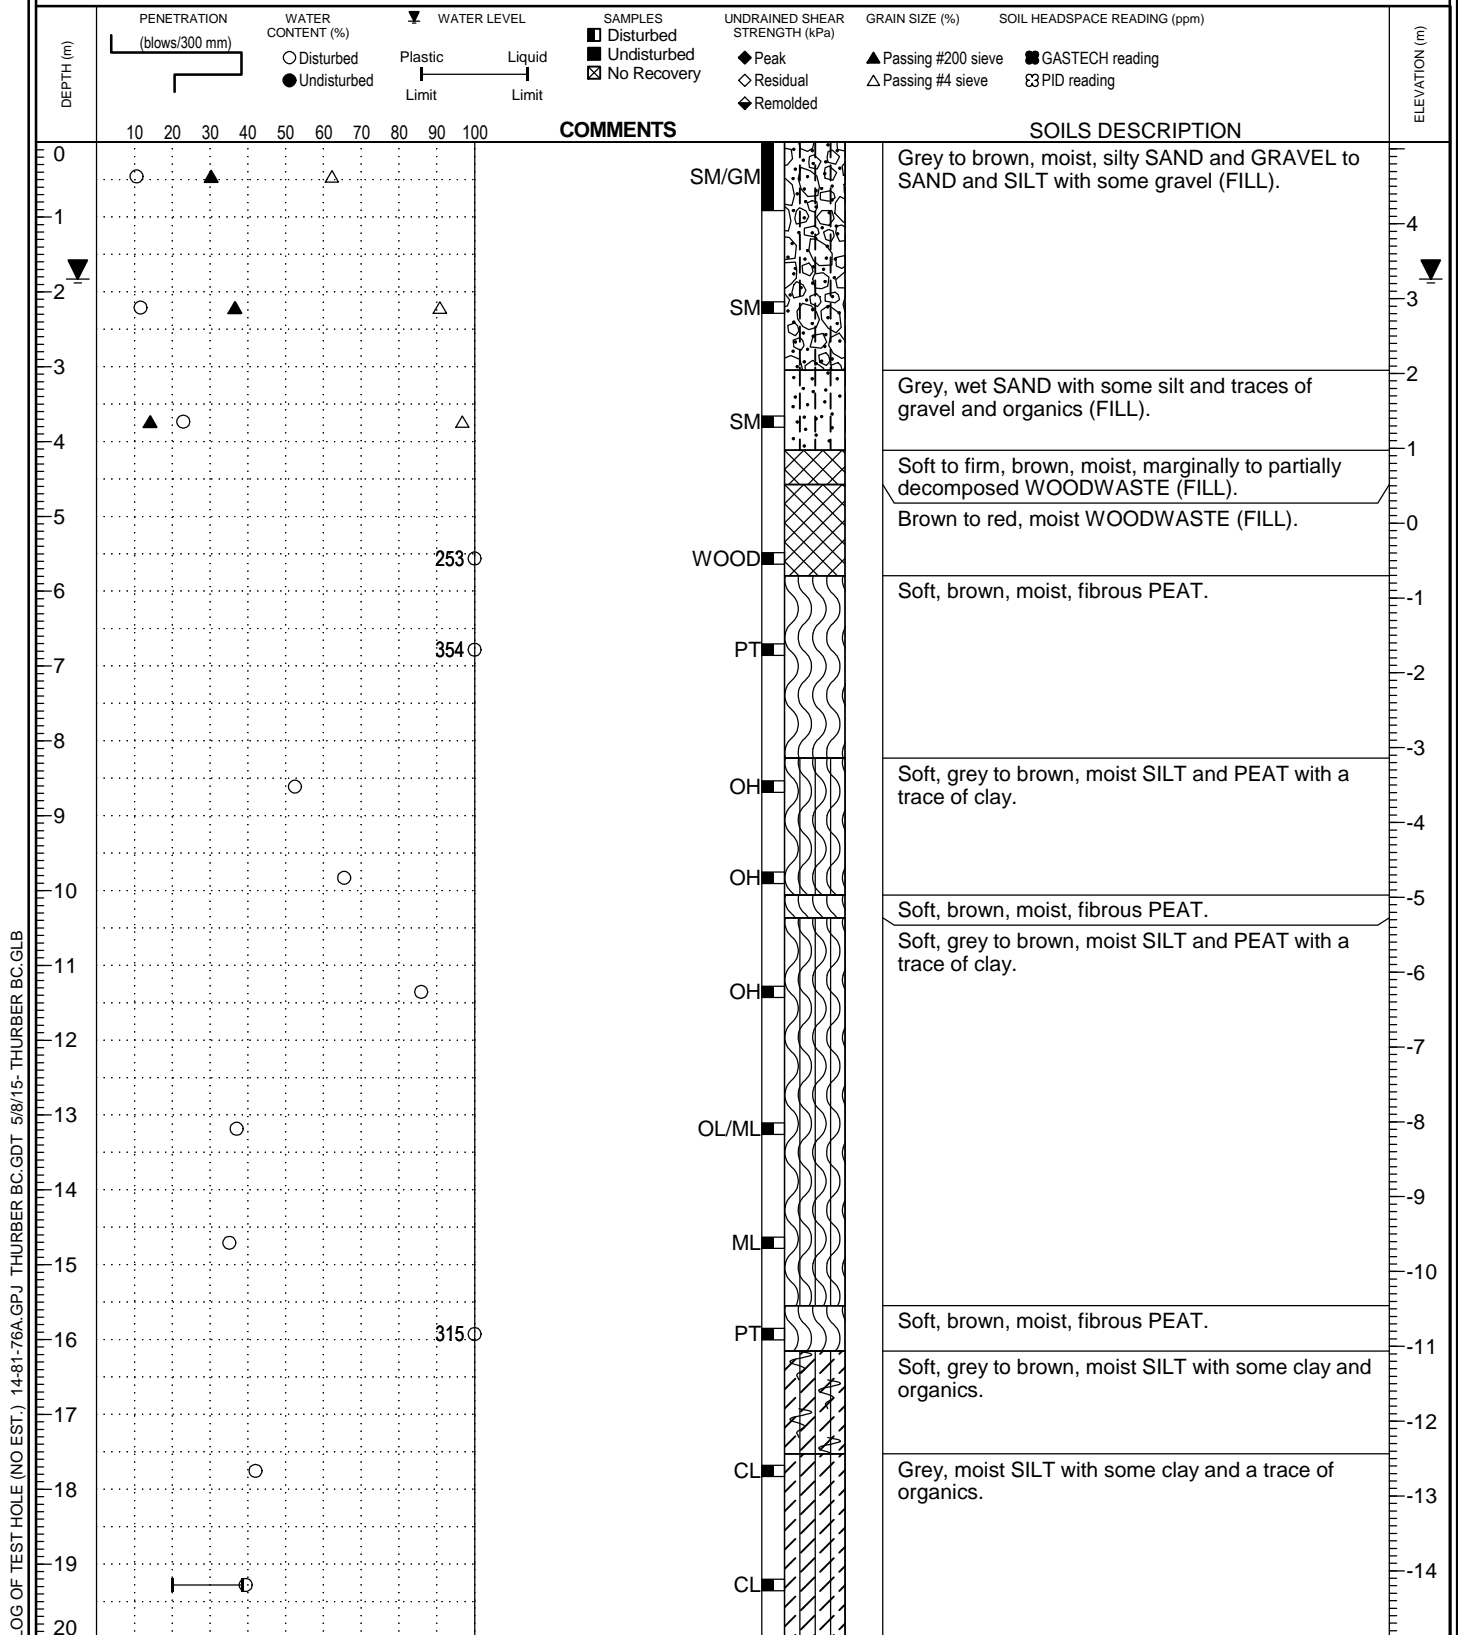 PENETRATION
(blows/300 mm)
WATER
CONTENT (%)
Disturbed
Undisturbed
WATER LEVEL
Plastic Liquid
Limit Limit
SAMPLES
Disturbed
Undisturbed
No Recovery
UNDRAINED SHEAR
STRENGTH (kPa)
Peak
Residual
Remolded
GRAIN SIZE (%)
Passing #200 sieve
Passing #4 sieve
SOIL HEADSPACE READING (ppm)
GASTECH reading
PID reading
DEPTH (m)
ELEVATION (m)
10 20 30 40 50 60 70 80 90 100
COMMENTS
SOILS DESCRIPTION
0
SM/GM
Grey to brown, moist, silty SAND and GRAVEL to
SAND and SILT with some gravel (FILL).
1
4
2
SM
3
3
2
Grey, wet SAND with some silt and traces of
gravel and organics (FILL).
SM
4
1
Soft to firm, brown, moist, marginally to partially
decomposed WOODWASTE (FILL).
5
Brown to red, moist WOODWASTE (FILL).
0
253
WOOD
6
Soft, brown, moist, fibrous PEAT.
-1
354
PT
7
-2
8
-3
Soft, grey to brown, moist SILT and PEAT with a
trace of clay.
OH
9
-4
OH
10
-5
Soft, brown, moist, fibrous PEAT.
Soft, grey to brown, moist SILT and PEAT with a
trace of clay.
11
-6
OH
12
-7
13
OL/ML
-8
14
-9
ML
15
-10
Soft, brown, moist, fibrous PEAT.
315
PT
16
-11
Soft, grey to brown, moist SILT with some clay and
organics.
17
-12
CL
Grey, moist SILT with some clay and a trace of
organics.
18
-13
19
-14
CL
20
LOG OF TEST HOLE (NO EST.) 14-81-76A.GPJ THURBER BC.GDT 5/8/15- THURBER BC.GLB